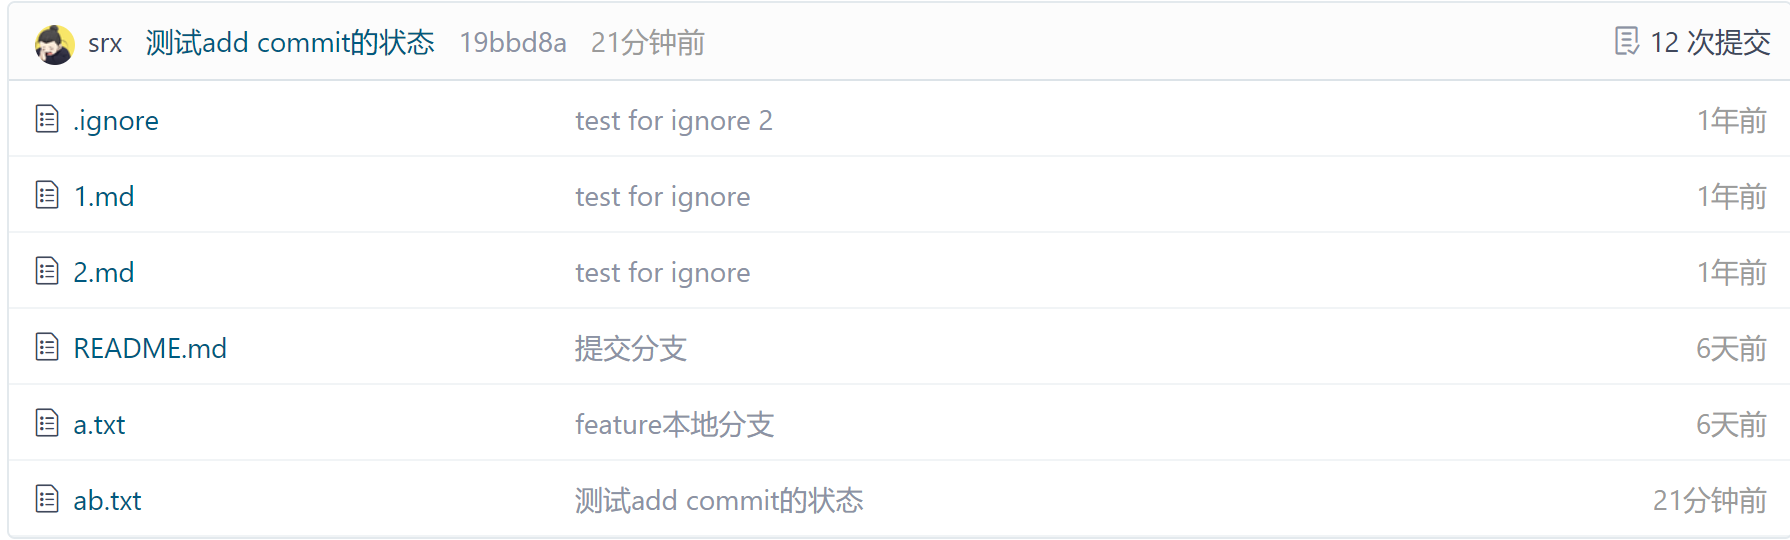 srx 测试add commit的状态 19bbd8a 21分钟前 12 次提交
.ignore test for ignore 2 1年前
1.md test for ignore 1年前
2.md test for ignore 1年前
README.md 提交分支 6天前
a.txt feature本地分支 6天前
ab.txt 测试add commit的状态 21分钟前